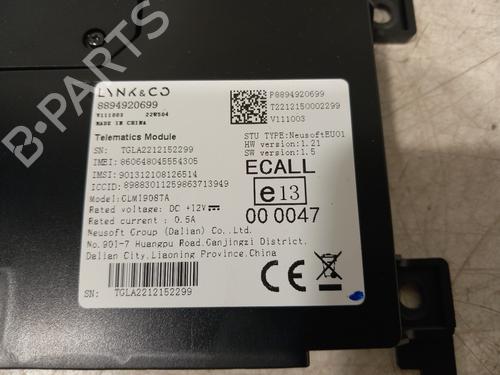 LYNK&CO
8894920699
V111003 22W504
MADE IN CHINA
Telematics Module
SN: TGLA2212152299
IMEI: 860648045554305
IMSI: 901312108126514
ICCID: 89883011259863713949
Model: CLM1908TA
Rated voltage: DC +12V
Rated current : 0.5A
Neusoft Group (Dalian) Co., Ltd.
No.901-7 Huangpu Road,Ganjingzi District,
Dalian City,Liaoning Province,China
SN: TGLA2212152299
P8894920699
T2212150002299
V111003
STU TYPE: NeusoftEU01
HW version: 1.21
SW version: 1.5
ECALL
e13
00 0047
CE
B-PARTS